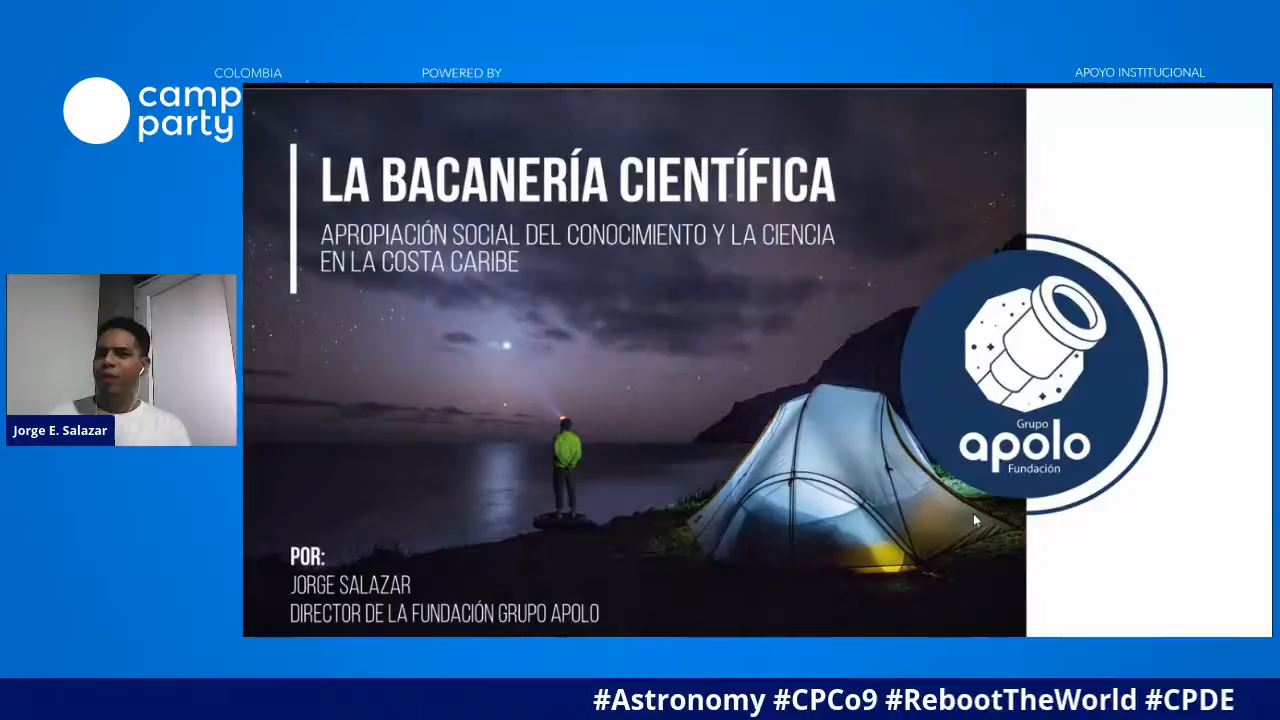 COLOMBIA
POWERED BY
APOYO INSTITUCIONAL
camp
party
LA BACANERÍA CIENTÍFICA
APROPIACIÓN SOCIAL DEL CONOCIMIENTO Y LA CIENCIA
EN LA COSTA CARIBE
Grupo
apolo
Fundación
Jorge E. Salazar
POR:
JORGE SALAZAR
DIRECTOR DE LA FUNDACIÓN GRUPO APOLO
#Astronomy #CPCo9 #RebootTheWorld #CPDE